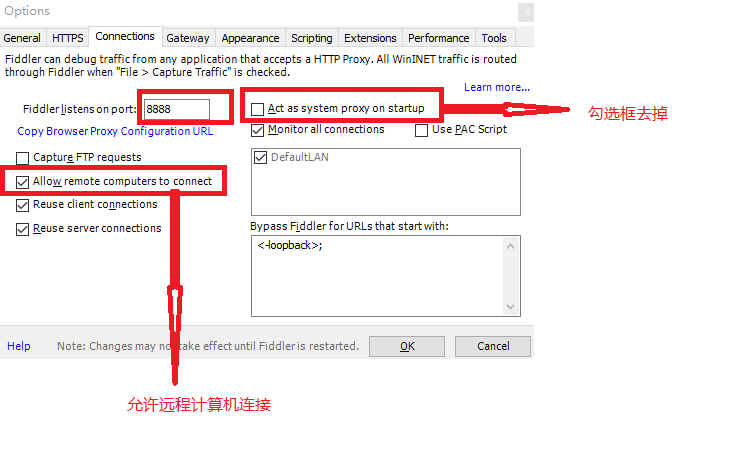 Options
General HTTPS Connections Gateway Appearance Scripting Extensions Performance Tools
Fiddler can debug traffic from any application that accepts a HTTP Proxy. All WinINET traffic is routed
through Fiddler when "File > Capture Traffic" is checked.
Learn more...
Fiddler listens on port: 8888
Act as system proxy on startup
勾选框去掉
Copy Browser Proxy Configuration URL
Monitor all connections Use PAC Script
Capture FTP requests
DefaultLAN
Allow remote computers to connect
Reuse client connections
Reuse server connections
Bypass Fiddler for URLs that start with:
<-loopback>;
Help Note: Changes may not take effect until Fiddler is restarted. OK Cancel
允许远程计算机连接